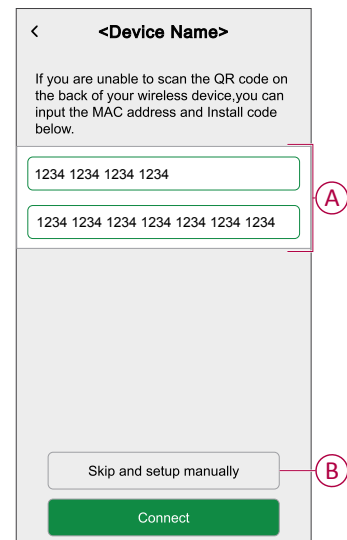 <Device Name>
If you are unable to scan the QR code on
the back of your wireless device,you can
input the MAC address and Install code
below.
1234 1234 1234 1234
1234 1234 1234 1234 1234 1234 1234
A
Skip and setup manually
B
Connect